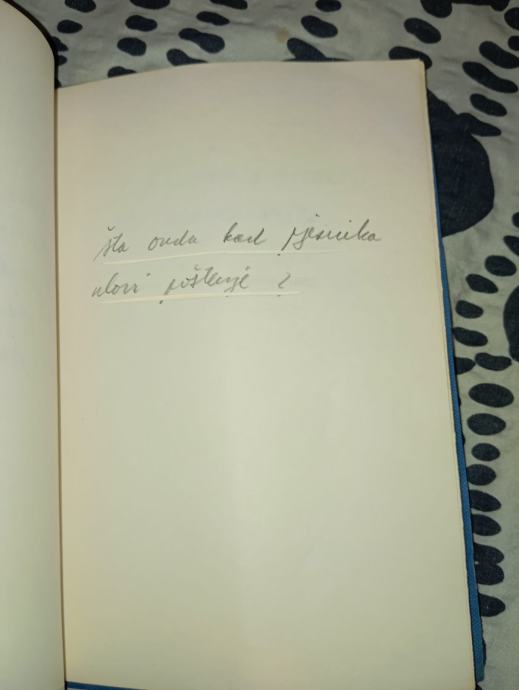 šta onda kad pjesnika
ulovi poštenje ?